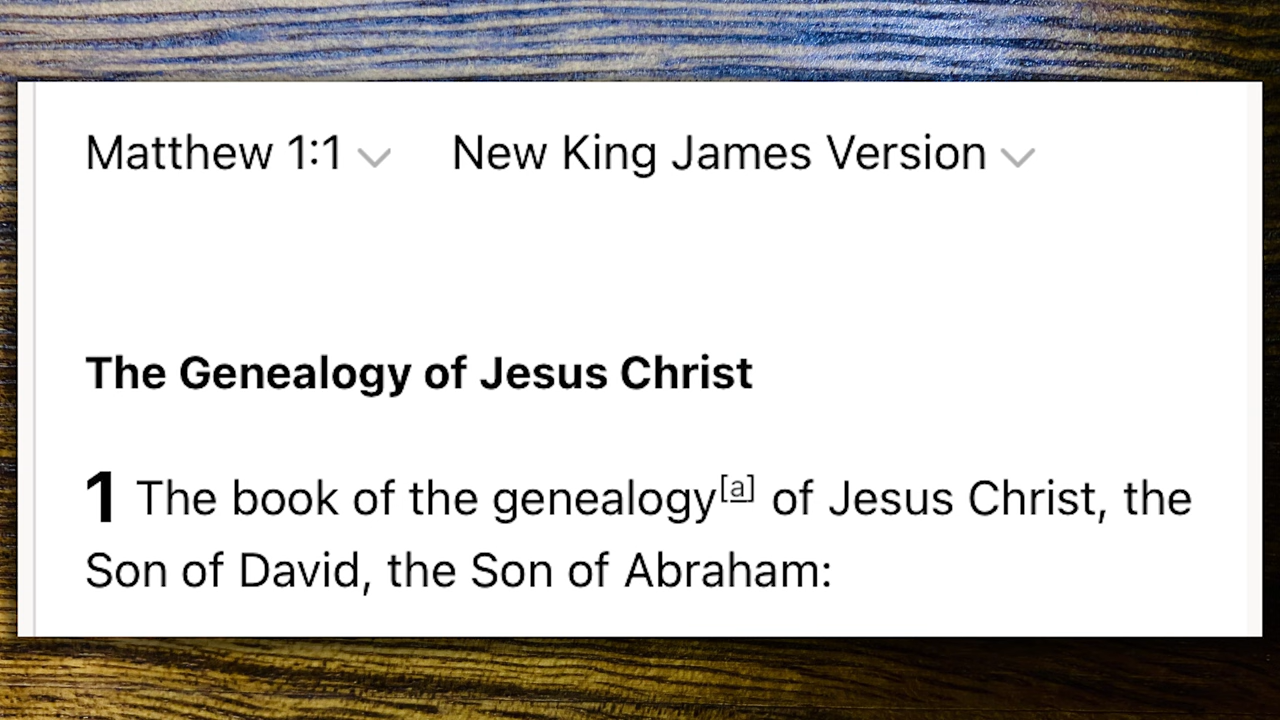 Matthew 1:1 New King James Version
The Genealogy of Jesus Christ
1 The book of the genealogy[a] of Jesus Christ, the
Son of David, the Son of Abraham: